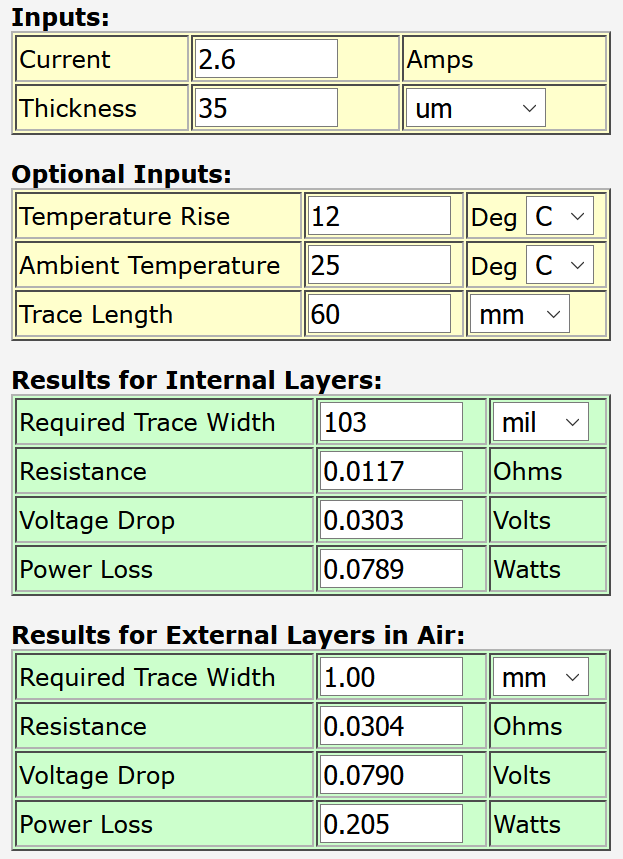 Inputs:
Current 2.6 Amps
Thickness 35 um
Optional Inputs:
Temperature Rise 12 Deg C
Ambient Temperature 25 Deg C
Trace Length 60 mm
Results for Internal Layers:
Required Trace Width 103 mil
Resistance 0.0117 Ohms
Voltage Drop 0.0303 Volts
Power Loss 0.0789 Watts
Results for External Layers in Air:
Required Trace Width 1.00 mm
Resistance 0.0304 Ohms
Voltage Drop 0.0790 Volts
Power Loss 0.205 Watts